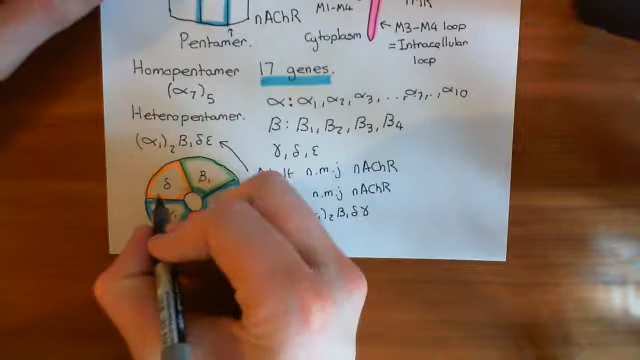 nAChR
M1-M4
Pentamer.
Cytoplasm
M3-M4 loop
= Intracellular
loop
Homopentamer
(α7)5
17 genes.
α: α1, α2, α3, ..., α7, .., α10
Heteropentamer.
β: β1, β2, β3, β4
(α1)2 β1 δ ε
γ, δ, ε
n.m.j nAChR
n.m.j nAChR
)2 β1 δ γ
δ
β1